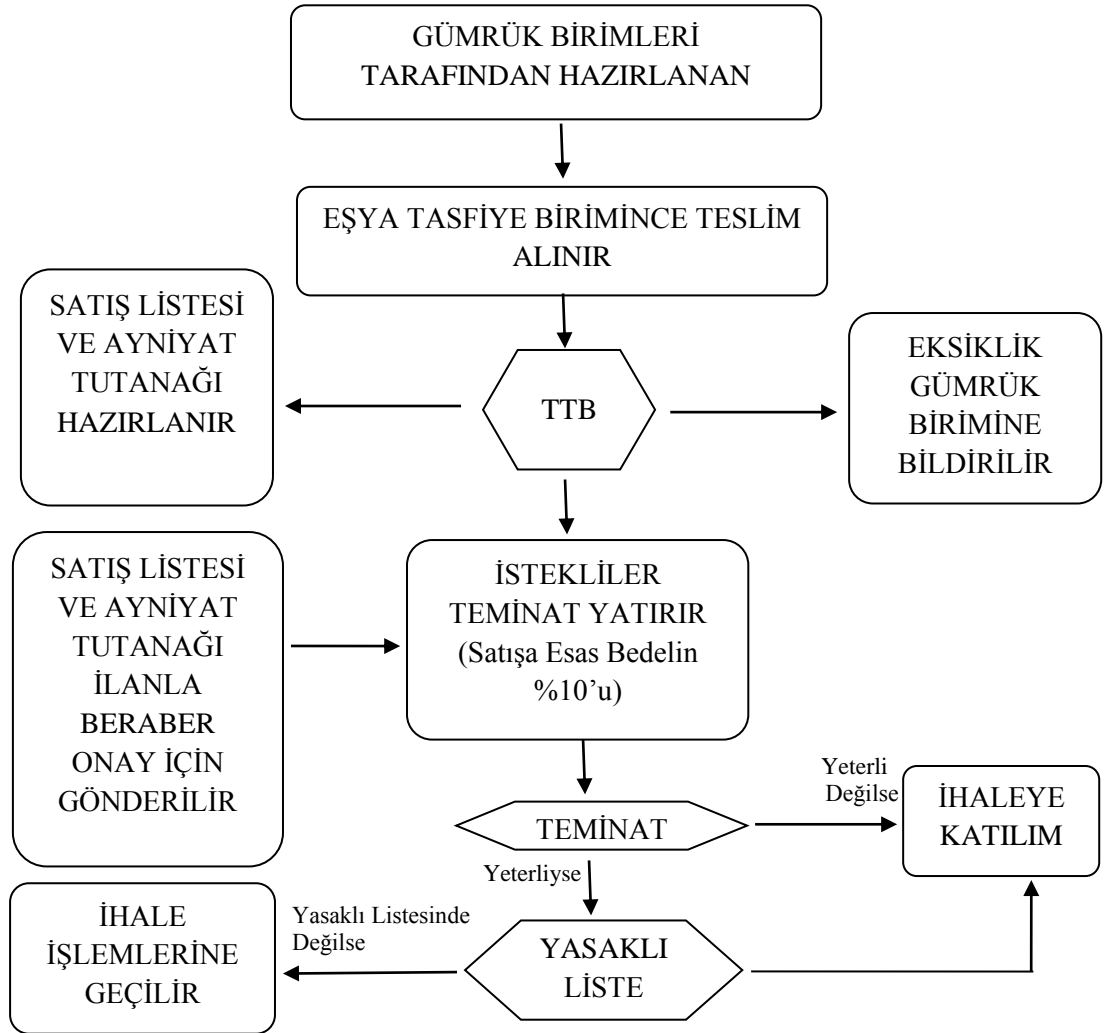 GÜMRÜK BİRİMLERİ
TARAFINDAN HAZIRLANAN
EŞYA TASFİYE BİRİMİNCE TESLİM
ALINIR
SATIŞ LİSTESİ
VE AYNİYAT
TUTANAĞI
HAZIRLANIR
TTB
EKSİKLİK
GÜMRÜK
BİRİMİNE
BİLDİRİLİR
SATIŞ LİSTESİ
VE AYNİYAT
TUTANAĞI
İLANLA
BERABER
ONAY İÇİN
GÖNDERİLİR
İSTEKLİLER
TEMİNAT YATIRIR
(Satışa Esas Bedelin
%10’u)
TEMİNAT
Yeterli
Değilse
İHALEYE
KATILIM
Yeterliyse
İHALE
İŞLEMLERİNE
GEÇİLİR
Yasaklı Listesinde
Değilse
YASAKLI
LİSTE